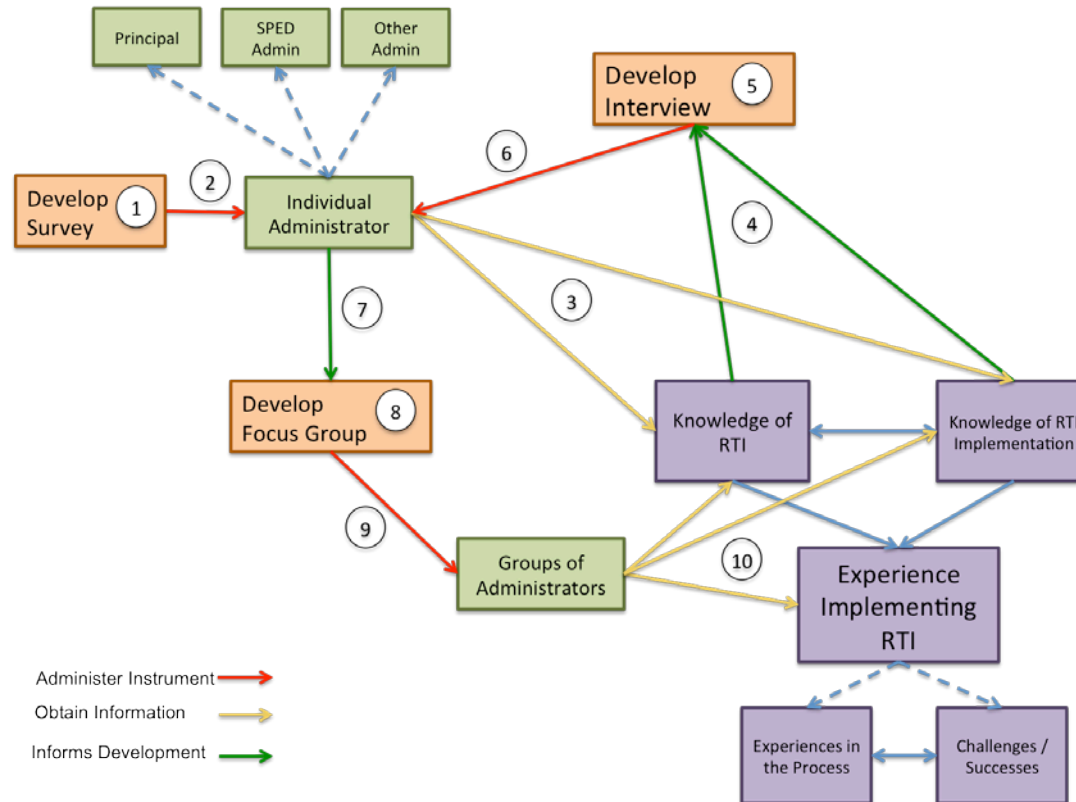 Principal
SPED
Admin
Other
Admin
Develop
Interview
5
6
2
Develop
Survey
1
Individual
Administrator
4
3
7
Develop
Focus Group
8
Knowledge of
RTI
Knowledge of RTI
Implementation
9
Groups of
Administrators
10
Experience
Implementing
RTI
Administer Instrument
Obtain Information
Informs Development
Experiences in
the Process
Challenges /
Successes